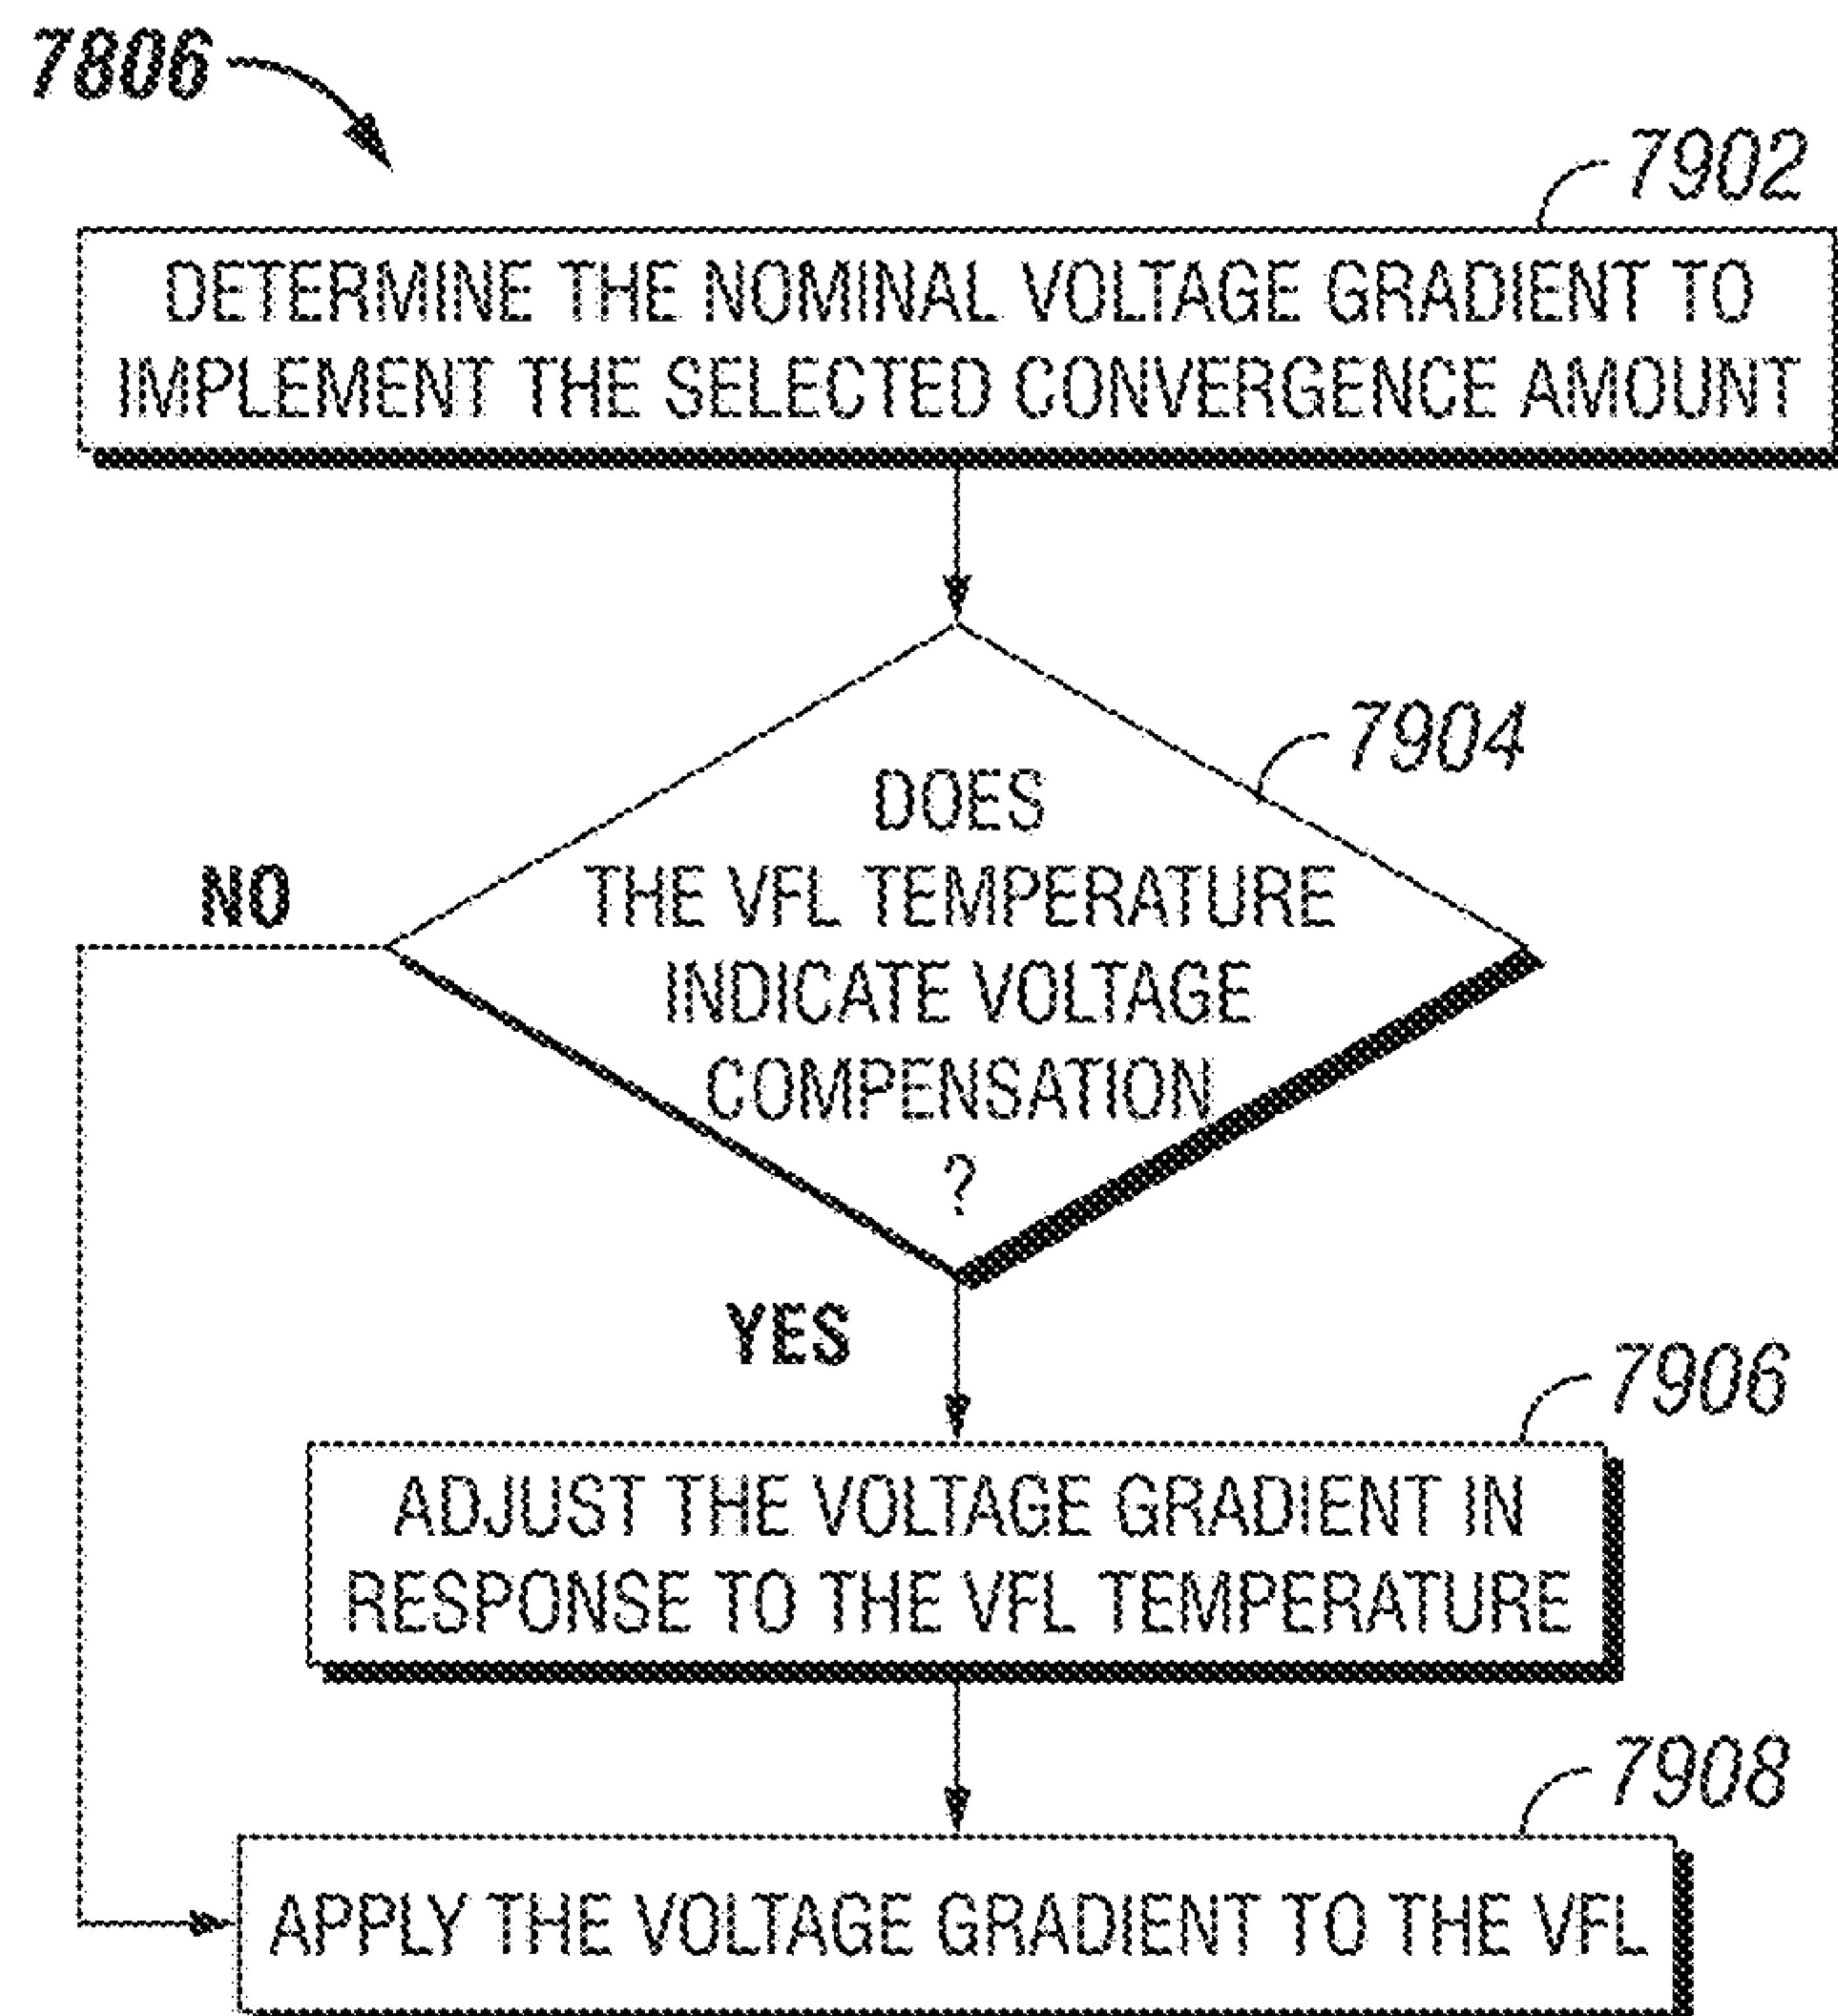 7806
7902
DETERMINE THE NOMINAL VOLTAGE GRADIENT TO
IMPLEMENT THE SELECTED CONVERGENCE AMOUNT
7904
DOES
THE VFL TEMPERATURE
INDICATE VOLTAGE
COMPENSATION
?
NO
YES
7906
ADJUST THE VOLTAGE GRADIENT IN
RESPONSE TO THE VFL TEMPERATURE
7908
APPLY THE VOLTAGE GRADIENT TO THE VFL